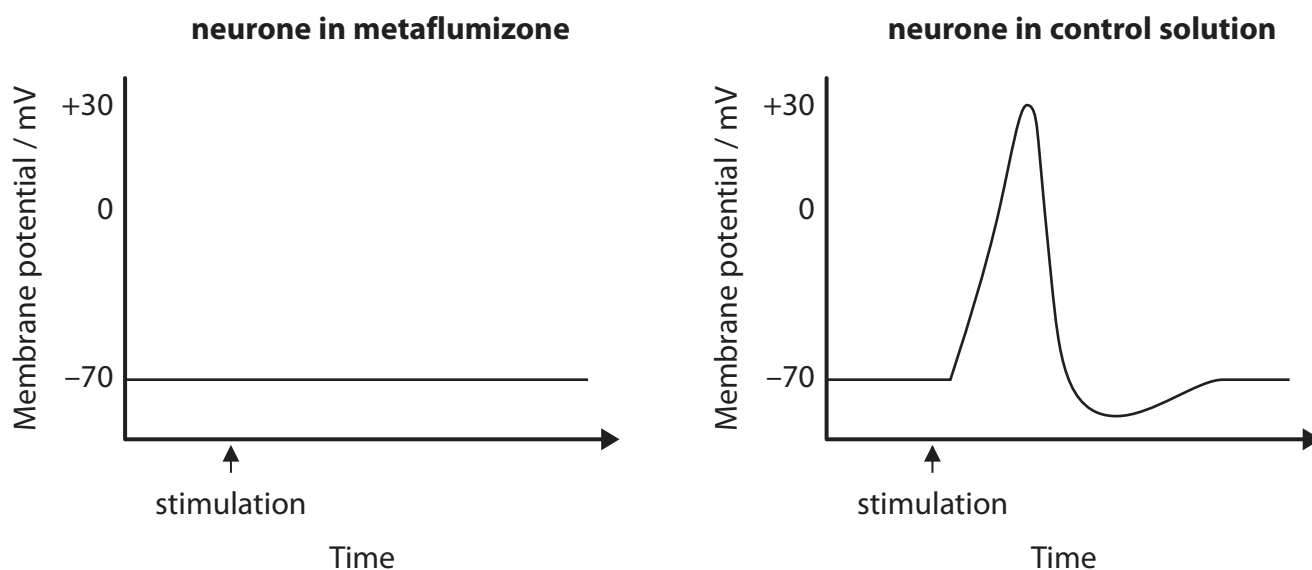 neurone in metaflumizone
Membrane potential / mV
+30
0
–70
stimulation
Time
neurone in control solution
Membrane potential / mV
+30
0
–70
stimulation
Time